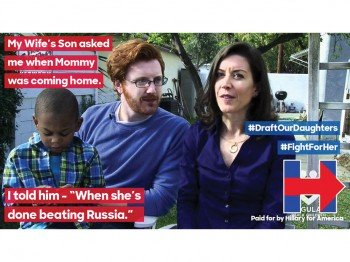 My Wife's Son asked
me when Mommy
was coming home.
#DraftOurDaughters
#FightForHer
I told him - "When she's
done beating Russia."
GULA
Paid for by Hillary for America